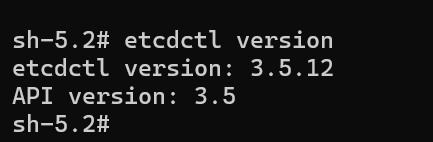 sh-5.2# etcdctl version
etcdctl version: 3.5.12
API version: 3.5
sh-5.2#